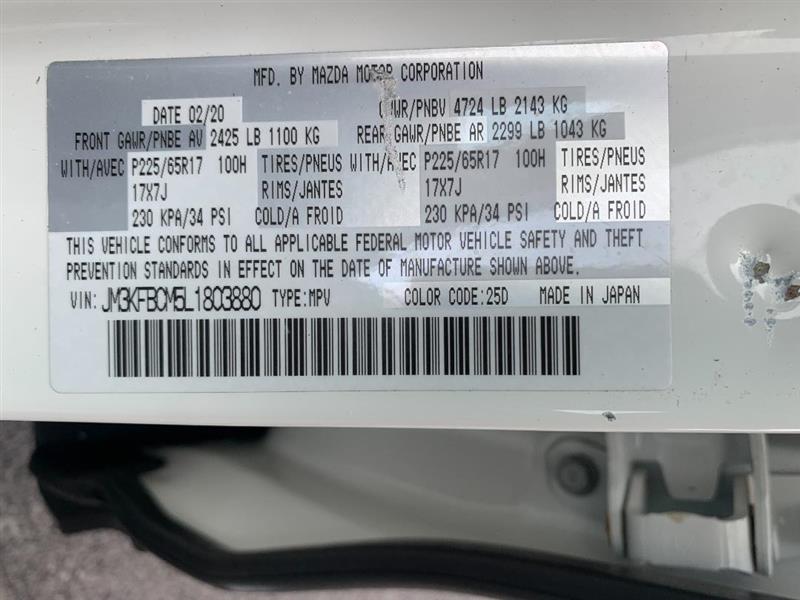 MFD. BY MAZDA MOTOR CORPORATION
DATE 02/20 GVWR/PNBV 4724 LB 2143 KG
FRONT GAWR/PNBE AV 2425 LB 1100 KG REAR GAWR/PNBE AR 2299 LB 1043 KG
WITH/AVEC P225/65R17 100H TIRES/PNEUS WITH/AVEC P225/65R17 100H TIRES/PNEUS
17X7J RIMS/JANTES 17X7J RIMS/JANTES
230 KPA/34 PSI COLD/A FROID 230 KPA/34 PSI COLD/A FROID
THIS VEHICLE CONFORMS TO ALL APPLICABLE FEDERAL MOTOR VEHICLE SAFETY AND THEFT
PREVENTION STANDARDS IN EFFECT ON THE DATE OF MANUFACTURE SHOWN ABOVE.
VIN: JM3KFBCM5L1803880 TYPE:MPV COLOR CODE:25D MADE IN JAPAN